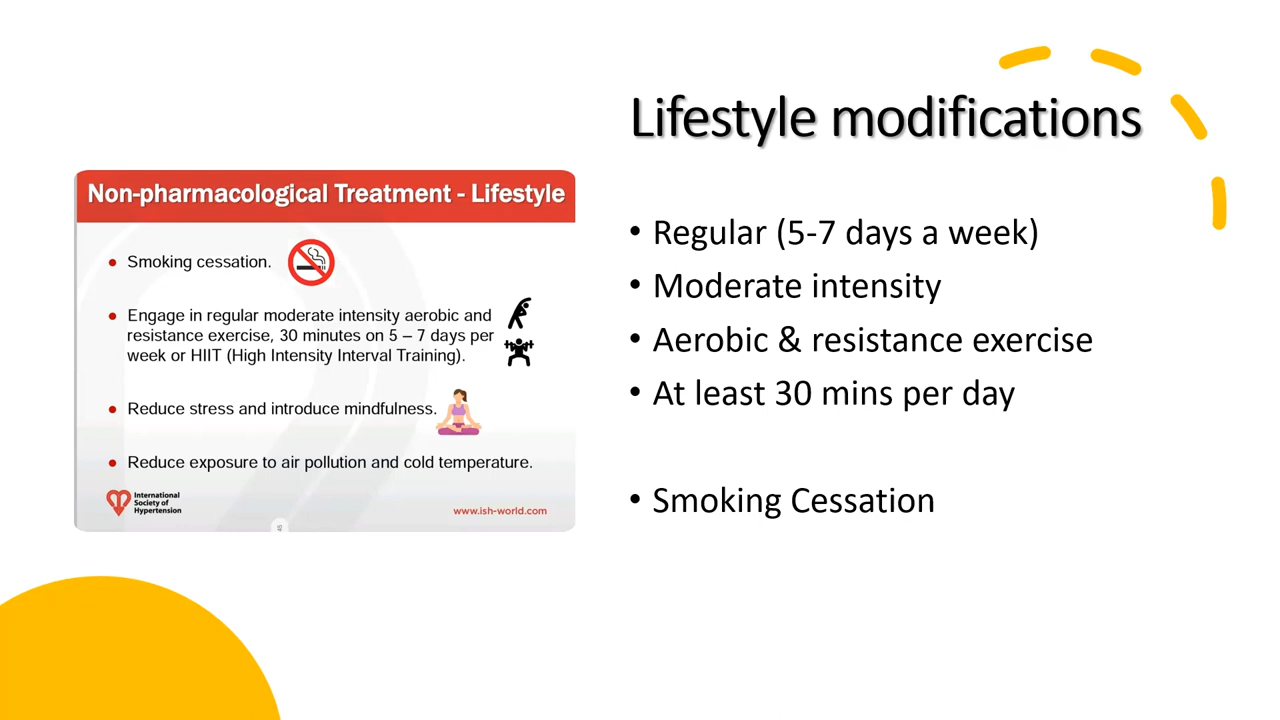 Lifestyle modifications
Non-pharmacological Treatment - Lifestyle
• Smoking cessation.
• Engage in regular moderate intensity aerobic and
resistance exercise, 30 minutes on 5 – 7 days per
week or HIIT (High Intensity Interval Training).
• Reduce stress and introduce mindfulness.
• Reduce exposure to air pollution and cold temperature.
International
Society of
Hypertension
www.ish-world.com
• Regular (5-7 days a week)
• Moderate intensity
• Aerobic & resistance exercise
• At least 30 mins per day
• Smoking Cessation